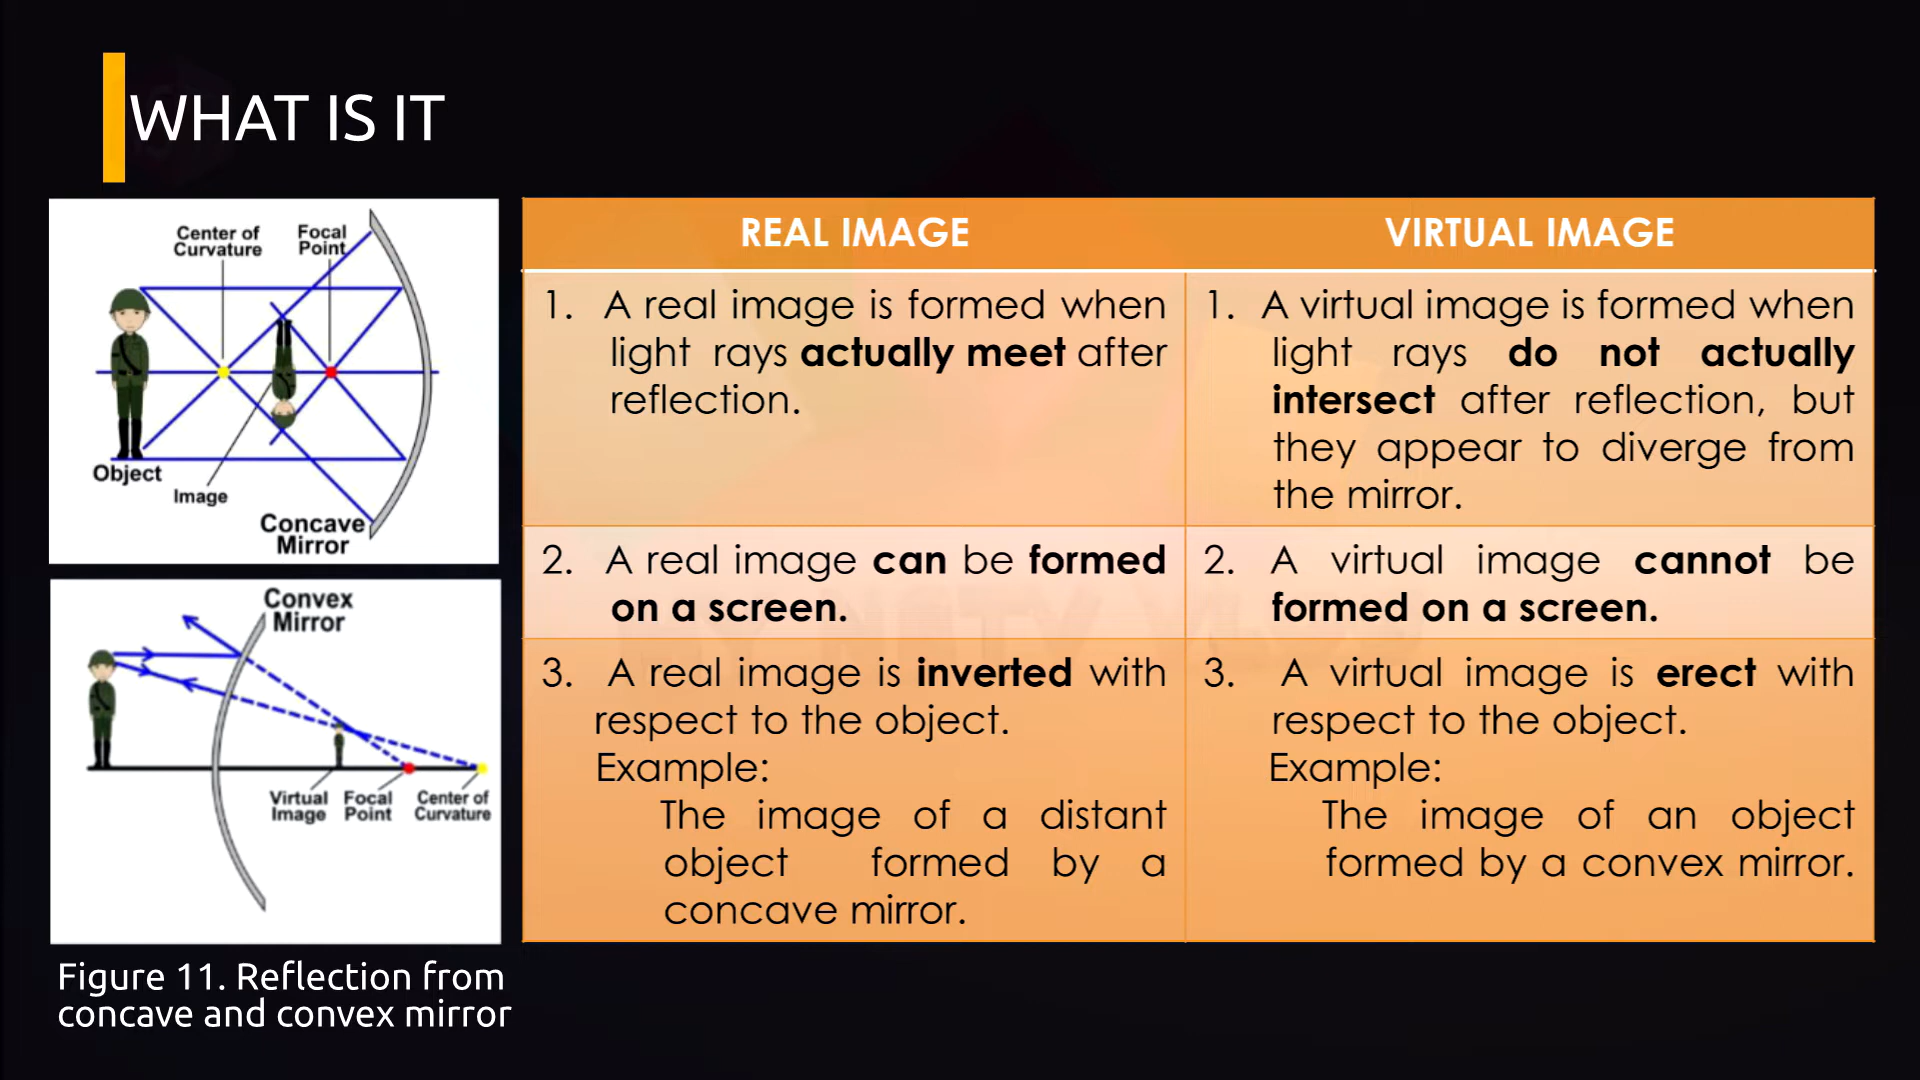 WHAT IS IT
Center of
Curvature
Focal
Point
Object
Image
Concave
Mirror
Convex
Mirror
Virtual
Image
Focal
Point
Center of
Curvature
Figure 11. Reflection from
concave and convex mirror
REAL IMAGE
VIRTUAL IMAGE
1. A real image is formed when
light rays actually meet after
reflection.
1. A virtual image is formed when
light rays do not actually
intersect after reflection, but
they appear to diverge from
the mirror.
2. A real image can be formed
on a screen.
2. A virtual image cannot be
formed on a screen.
3. A real image is inverted with
respect to the object.
Example:
The image of a distant
object formed by a
concave mirror.
3. A virtual image is erect with
respect to the object.
Example:
The image of an object
formed by a convex mirror.